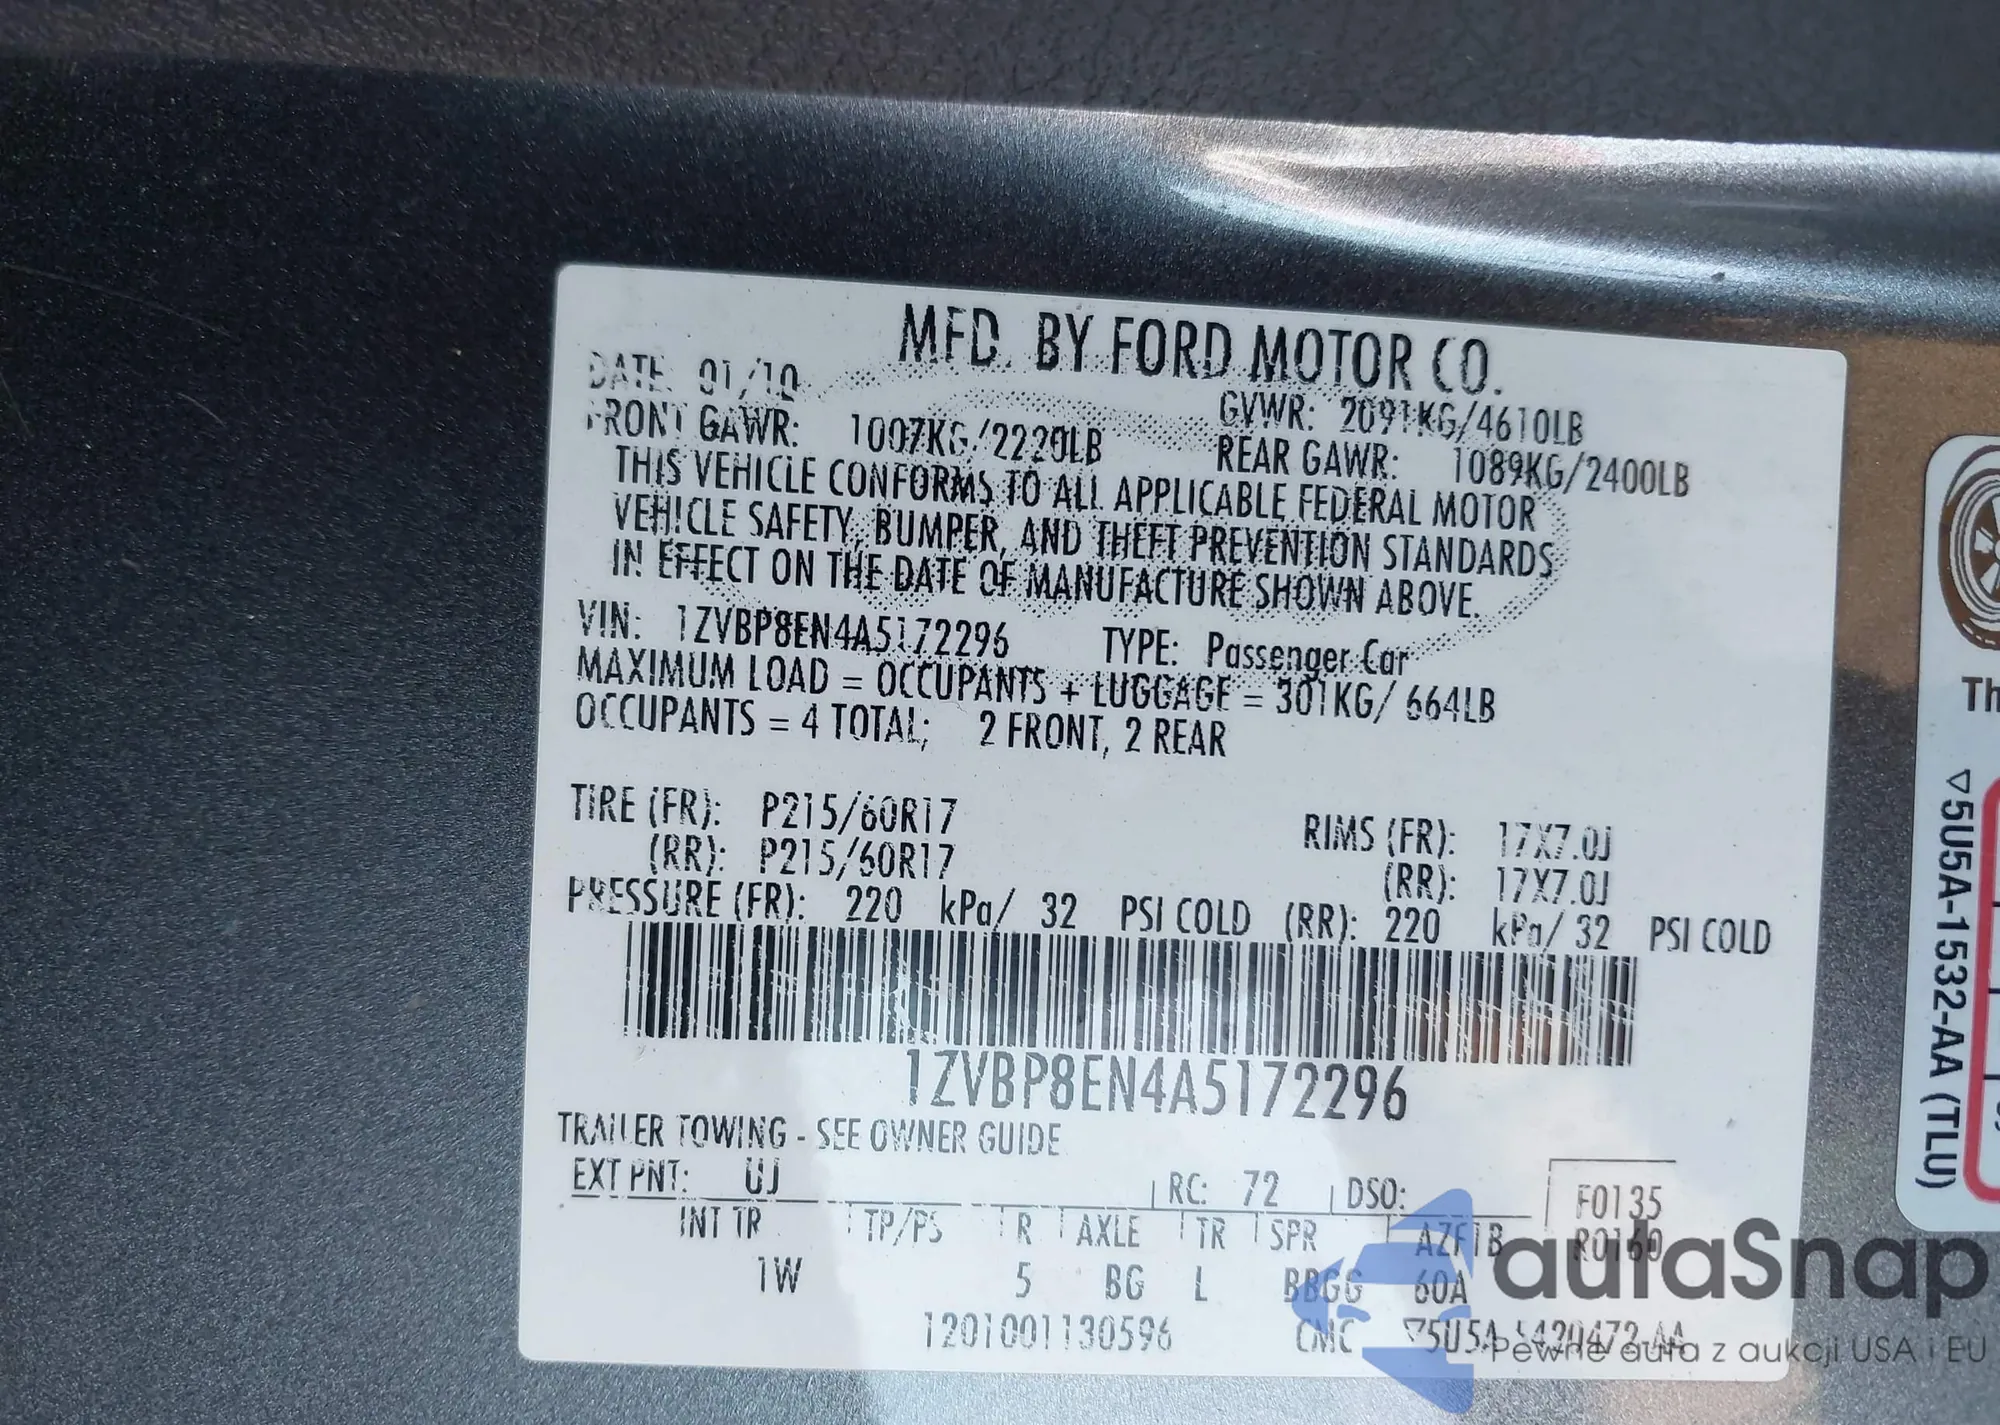 MFD. BY FORD MOTOR CO.
DATE: 01/10
GVWR: 2091KG/4610LB
FRONT GAWR: 1007KG/2220LB
REAR GAWR: 1089KG/2400LB
THIS VEHICLE CONFORMS TO ALL APPLICABLE FEDERAL MOTOR
VEHICLE SAFETY, BUMPER, AND THEFT PREVENTION STANDARDS
IN EFFECT ON THE DATE OF MANUFACTURE SHOWN ABOVE.
VIN: 1ZVBP8EN4A5172296 TYPE: Passenger Car
MAXIMUM LOAD = OCCUPANTS + LUGGAGE = 301KG/ 664LB
OCCUPANTS = 4 TOTAL; 2 FRONT, 2 REAR
TIRE (FR): P215/60R17 RIMS (FR): 17X7.0J
(RR): P215/60R17 (RR): 17X7.0J
PRESSURE (FR): 220 kPa/ 32 PSI COLD (RR): 220 kPa/ 32 PSI COLD
1ZVBP8EN4A5172296
TRAILER TOWING - SEE OWNER GUIDE
EXT PNT: UJ RC: 72 DSO: F0135
INT TR TP/PS R AXLE TR SPR AZF1B R0160
1W 5 BG L BBGG 60A
1201001130596 CMC
▽5U5A-1532-AA (TLU)
Th
autaSnap
Pewne auta z aukcji USA i EU